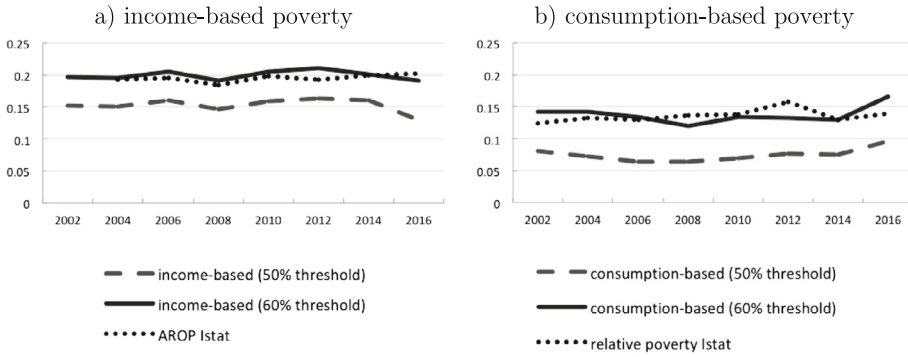 a) income-based poverty
0.25
0.2
0.15
0.1
0.05
0
2002 2004 2006 2008 2010 2012 2014 2016
income-based (50% threshold)
income-based (60% threshold)
AROP Istat
b) consumption-based poverty
0.25
0.2
0.15
0.1
0.05
0
2002 2004 2006 2008 2010 2012 2014 2016
consumption-based (50% threshold)
consumption-based (60% threshold)
relative poverty Istat